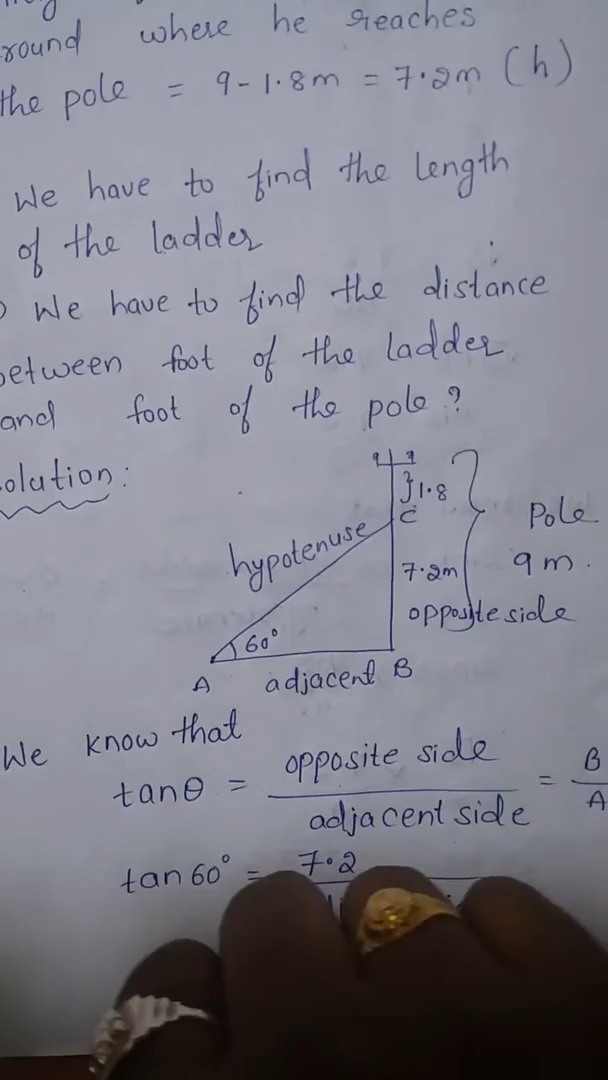 round where he reaches
the pole = 9-1.8m = 7.2m (h)
We have to find the length
of the ladder
We have to find the distance
between foot of the ladder
and foot of the pole?
solution:
1.8
C
hypotenuse
Pole
7.2m
9m.
opposite side
60°
A adjacent B
We know that
tanθ = opposite side / adjacent side = B / A
tan 60° = 7.2